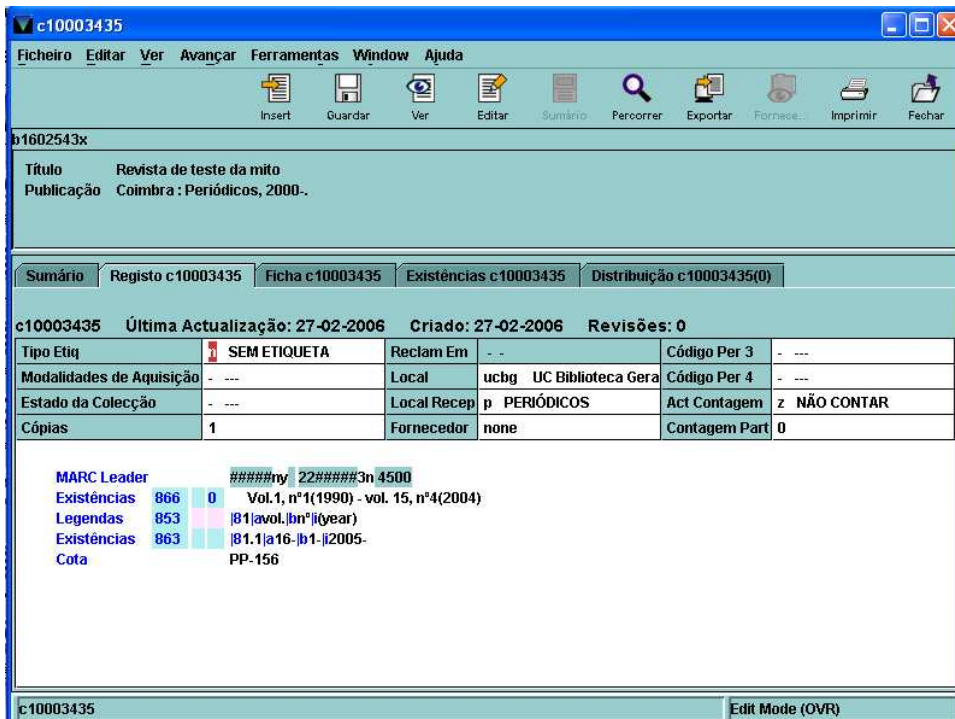 c10003435
Ficheiro Editar Ver Avançar Ferramentas Window Ajuda
Insert Guardar Ver Editar Sumário Percorrer Exportar Fornece... Imprimir Fechar
b1602543x
Título Revista de teste da mito
Publicação Coimbra : Periódicos, 2000-.
Sumário Registo c10003435 Ficha c10003435 Existências c10003435 Distribuição c10003435(0)
c10003435 Última Actualização: 27-02-2006 Criado: 27-02-2006 Revisões: 0
Tipo Etiq n SEM ETIQUETA Reclam Em - - Código Per 3 - ---
Modalidades de Aquisição - --- Local ucbg UC Biblioteca Gera Código Per 4 - ---
Estado da Colecção - --- Local Recep p PERIÓDICOS Act Contagem z NÃO CONTAR
Cópias 1 Fornecedor none Contagem Part 0
MARC Leader #####ny 22#####3n 4500
Existências 866 0 Vol.1, nº1(1990) - vol. 15, nº4(2004)
Legendas 853 |81|avol.|bnº|i(year)
Existências 863 |81.1|a16-|b1-|i2005-
Cota PP-156
c10003435 Edit Mode (OVR)